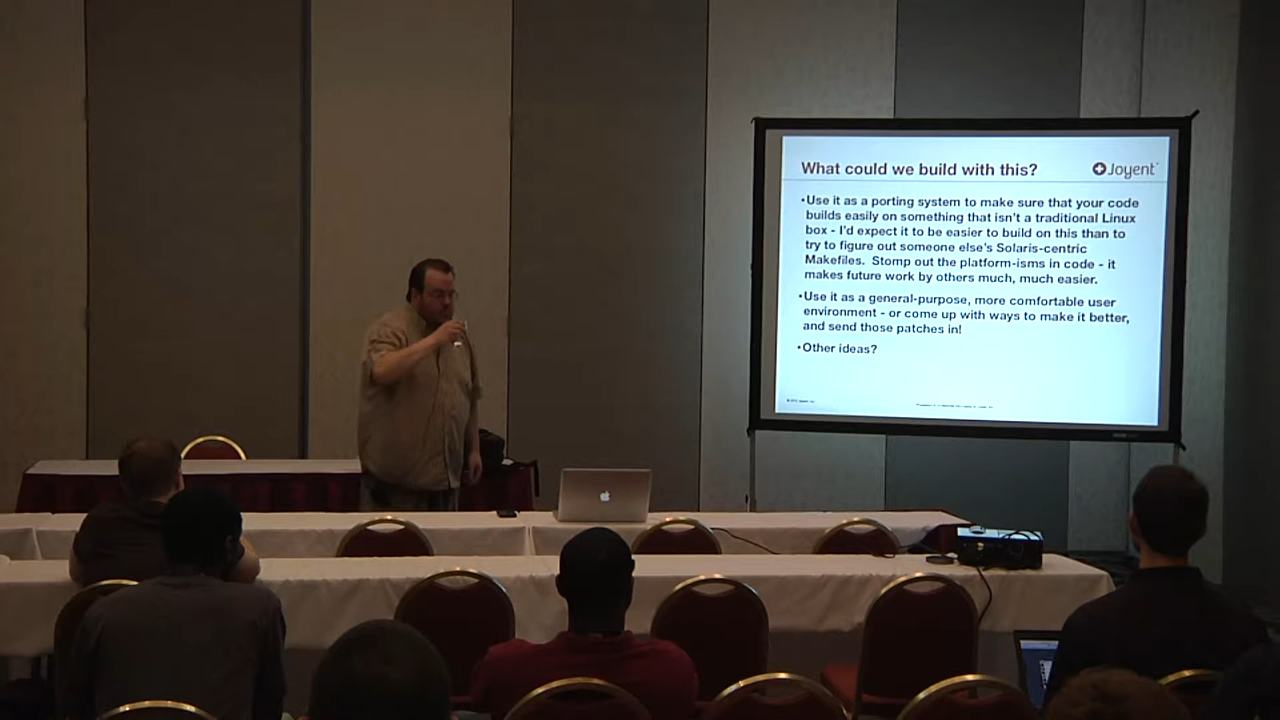 What could we build with this?
Joyent
•Use it as a porting system to make sure that your code
builds easily on something that isn't a traditional Linux
box - I'd expect it to be easier to build on this than to
try to figure out someone else's Solaris-centric
Makefiles. Stomp out the platform-isms in code - it
makes future work by others much, much easier.
•Use it as a general-purpose, more comfortable user
environment - or come up with ways to make it better,
and send those patches in!
•Other ideas?